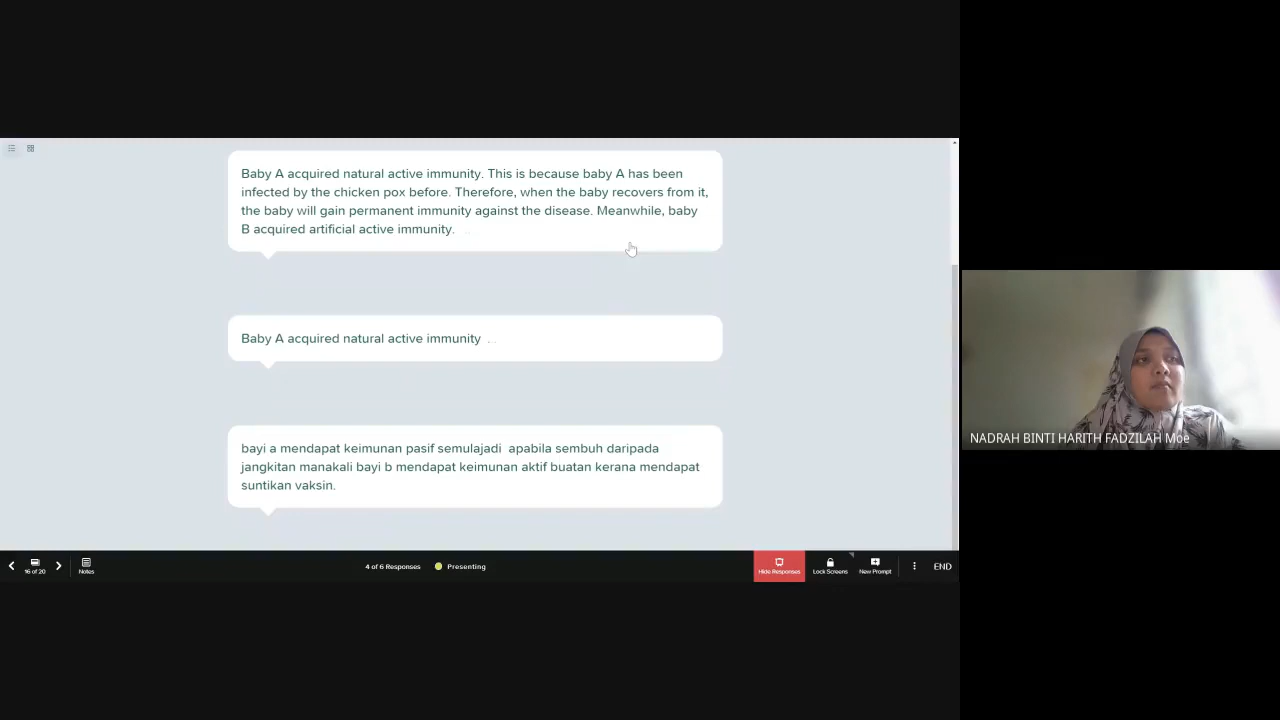 Baby A acquired natural active immunity. This is because baby A has been
infected by the chicken pox before. Therefore, when the baby recovers from it,
the baby will gain permanent immunity against the disease. Meanwhile, baby
B acquired artificial active immunity.
Baby A acquired natural active immunity
bayi a mendapat keimunan pasif semulajadi apabila sembuh daripada
jangkitan manakali bayi b mendapat keimunan aktif buatan kerana mendapat
suntikan vaksin.
NADRAH BINTI HARITH FADZILAH Moe
16 of 20
Notes
4 of 6 Responses
Presenting
Hide Responses
Lock Screens
New Prompt
END